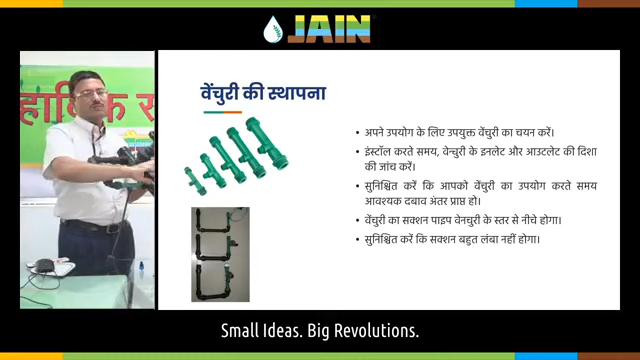 JAIN
हार्दिक स
वेंचुरी की स्थापना
• अपने उपयोग के लिए उपयुक्त वेंचुरी का चयन करें।
• इंस्टॉल करते समय, वेन्चुरी के इनलेट और आउटलेट की दिशा
की जांच करें।
• सुनिश्चित करें कि आपको वेंचुरी का उपयोग करते समय
आवश्यक दबाव अंतर प्राप्त हो।
• वेंचुरी का सक्शन पाइप वेनचुरी के स्तर से नीचे होगा।
• सुनिश्चित करें कि सक्शन बहुत लंबा नहीं होगा।
Small Ideas. Big Revolutions.